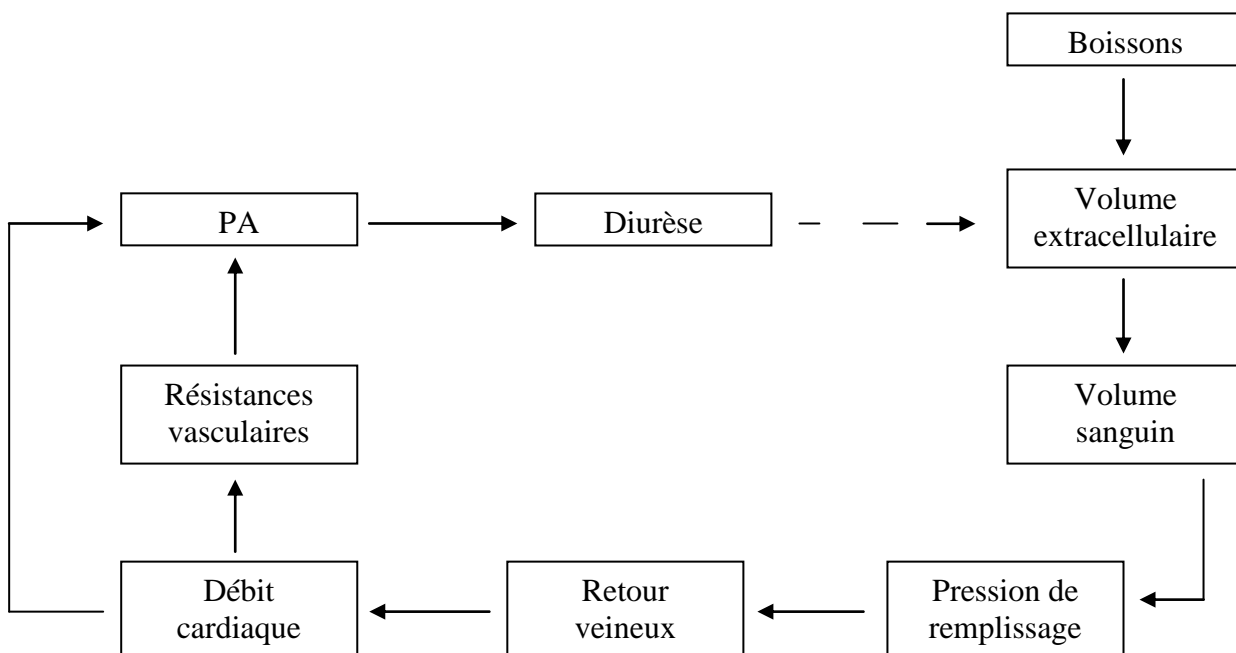 Boissons
PA
Diurèse
Volume
extracellulaire
Résistances
vasculaires
Volume
sanguin
Débit
cardiaque
Retour
veineux
Pression de
remplissage